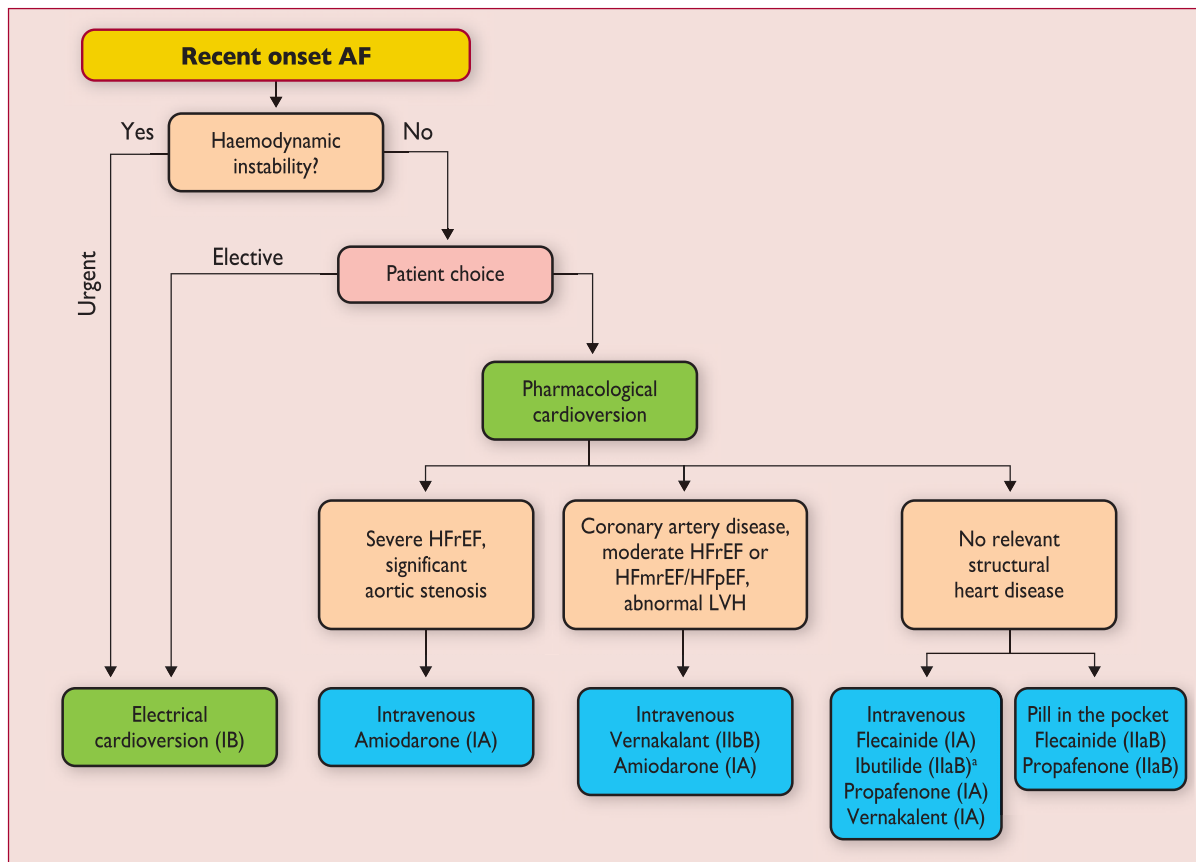 Recent onset AF
Yes
Haemodynamic
instability?
No
Urgent
Elective
Patient choice
Pharmacological
cardioversion
Severe HFrEF,
significant
aortic stenosis
Coronary artery disease,
moderate HFrEF or
HFmrEF/HFpEF,
abnormal LVH
No relevant
structural
heart disease
Electrical
cardioversion (IB)
Intravenous
Amiodarone (IA)
Intravenous
Vernakalant (IIbB)
Amiodarone (IA)
Intravenous
Flecainide (IA)
Ibutilide (IIaB)ᵃ
Propafenone (IA)
Vernakalent (IA)
Pill in the pocket
Flecainide (IIaB)
Propafenone (IIaB)